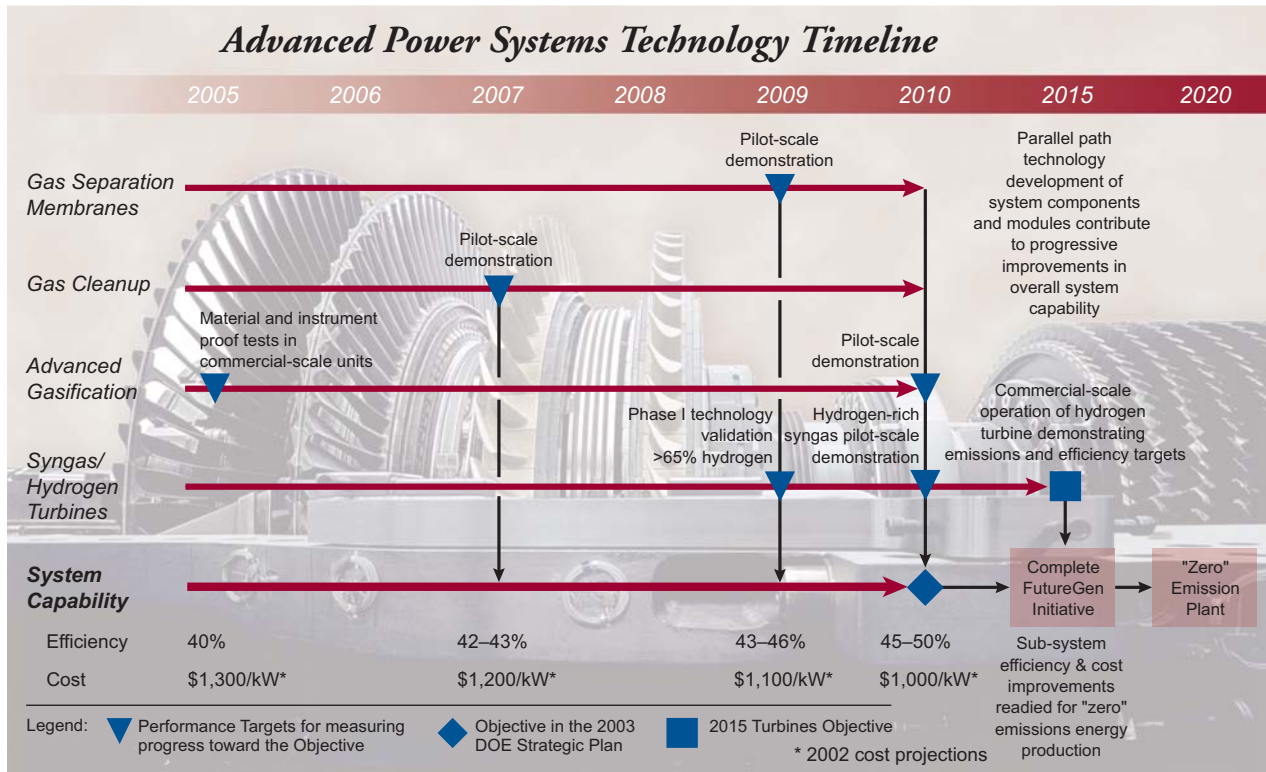 Advanced Power Systems Technology Timeline
2005 2006 2007 2008 2009 2010 2015 2020
Gas Separation
Membranes
Pilot-scale
demonstration
Parallel path
technology
development of
system components
and modules contribute
to progressive
improvements in
overall system
capability
Gas Cleanup
Pilot-scale
demonstration
Advanced
Gasification
Material and instrument
proof tests in
commercial-scale units
Pilot-scale
demonstration
Syngas/
Hydrogen
Turbines
Phase I technology
validation
>65% hydrogen
Hydrogen-rich
syngas pilot-scale
demonstration
Commercial-scale
operation of hydrogen
turbine demonstrating
emissions and efficiency targets
System
Capability
Complete
FutureGen
Initiative
"Zero"
Emission
Plant
Efficiency 40% 42–43% 43–46% 45–50%
Cost $1,300/kW* $1,200/kW* $1,100/kW* $1,000/kW*
Sub-system
efficiency & cost
improvements
readied for "zero"
emissions energy
production
Legend:
Performance Targets for measuring
progress toward the Objective
Objective in the 2003
DOE Strategic Plan
2015 Turbines Objective
* 2002 cost projections